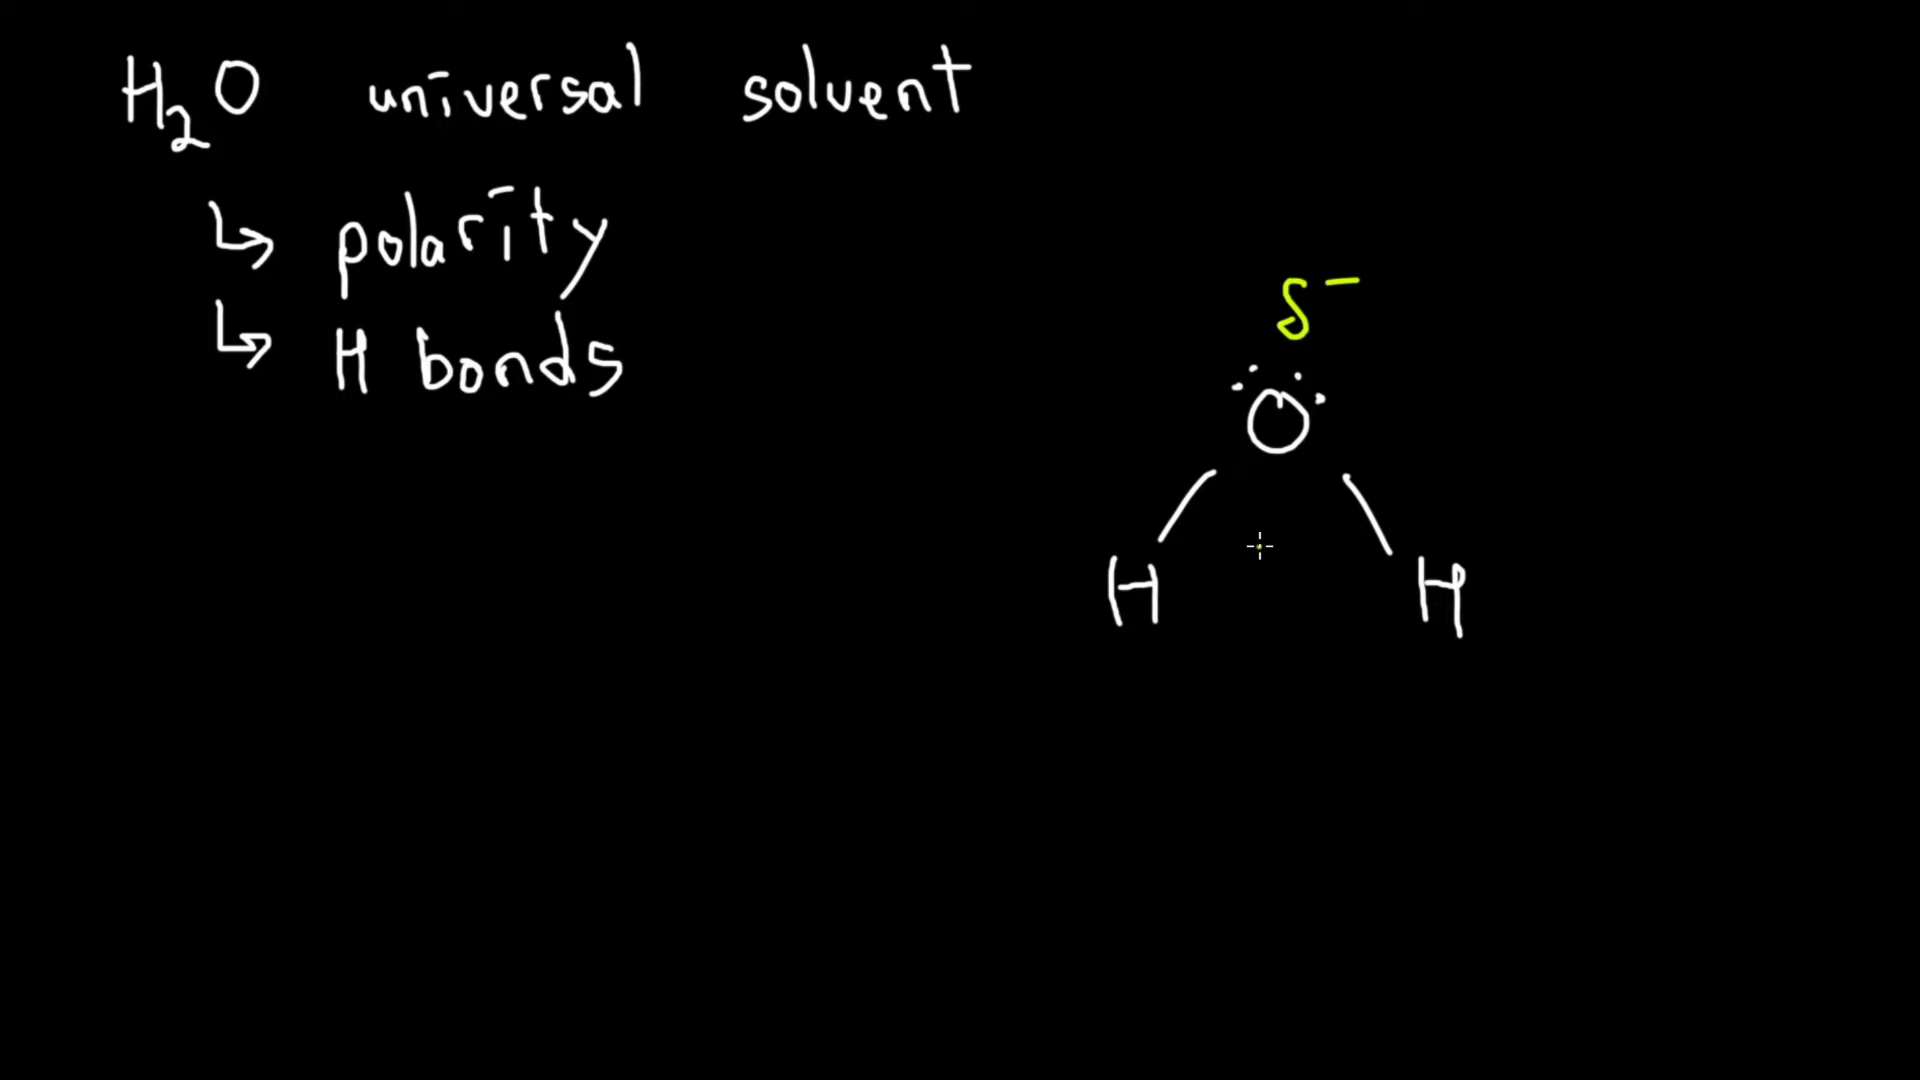 H₂O universal solvent
↳ polarity
↳ H bonds
δ⁻
O
H H